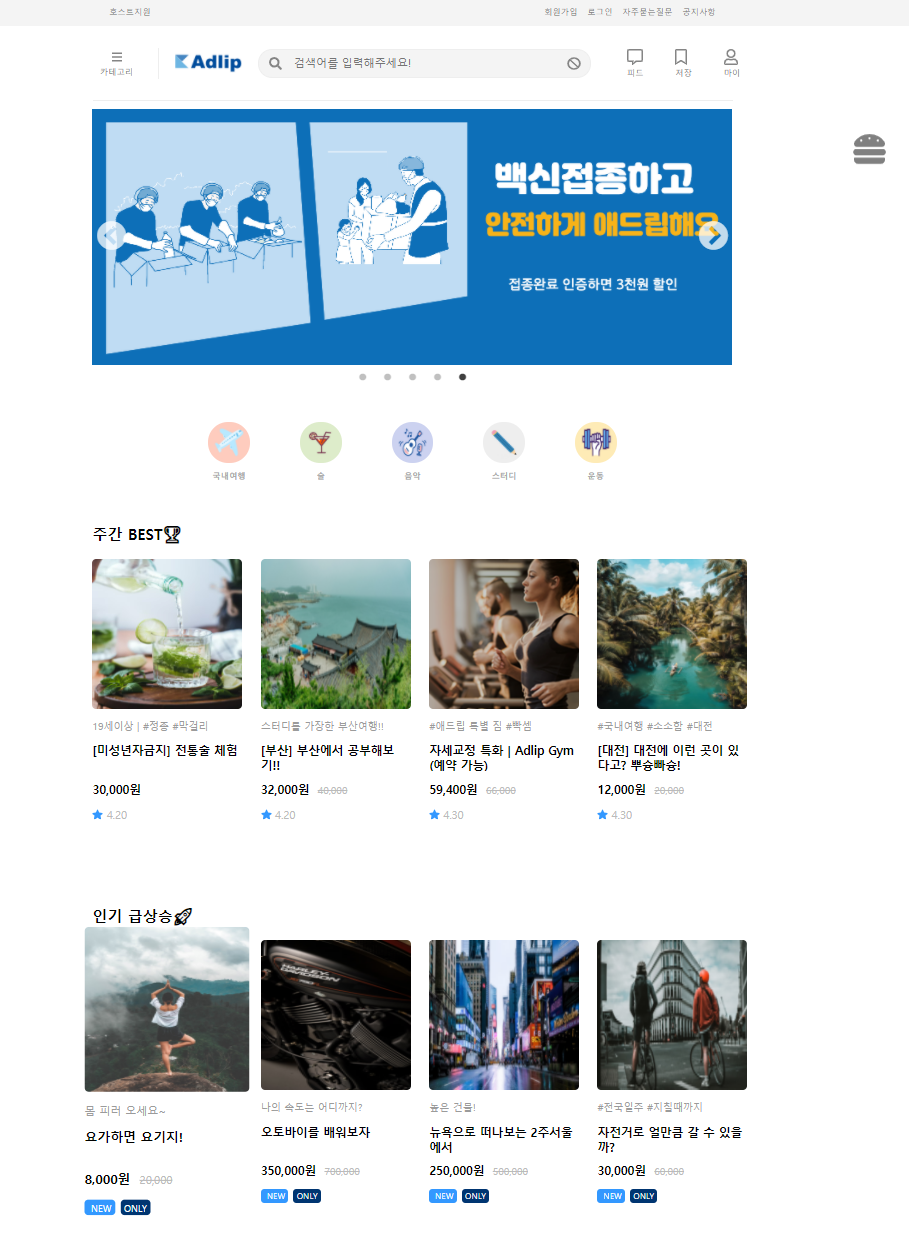 호스트지원
회원가입 로그인 자주묻는질문 공지사항
카테고리
Adlip
검색어를 입력해주세요!
피드 저장 마이
백신접종하고
안전하게 애드립해요
접종완료 인증하면 3천원 할인
국내여행 술 음악 스터디 운동
주간 BEST
19세이상 | #정종 #막걸리
[미성년자금지] 전통술 체험
30,000원
4.20
스터디를 가장한 부산여행!!
[부산] 부산에서 공부해보
기!!
32,000원 40,000
4.20
#애드립 특별 짐 #빡쎔
자세교정 특화 | Adlip Gym
(예약 가능)
59,400원 66,000
4.30
#국내여행 #소소함 #대전
[대전] 대전에 이런 곳이 있
다고? 뿌슝빠슝!
12,000원 20,000
4.30
인기 급상승
몸 피러 오세요~
요가하면 요기지!
8,000원 20,000
NEW ONLY
HARLEY-
DAVIDSON
나의 속도는 어디까지?
오토바이를 배워보자
350,000원 700,000
NEW ONLY
높은 건물!
뉴욕으로 떠나보는 2주서울
에서
250,000원 500,000
NEW ONLY
#전국일주 #지칠때까지
자전거로 얼만큼 갈 수 있을
까?
30,000원 60,000
NEW ONLY